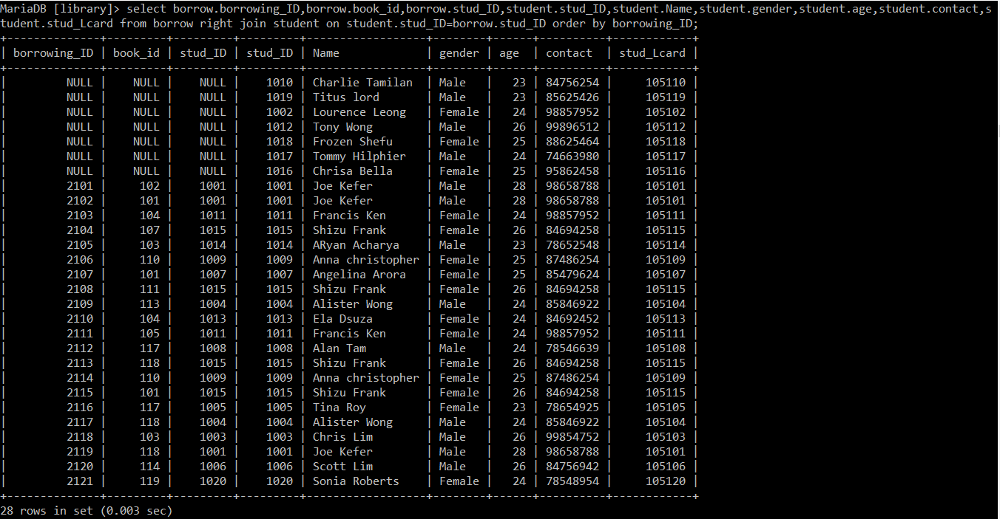 MariaDB [library]> select borrow.borrowing_ID,borrow.book_id,borrow.stud_ID,student.stud_ID,student.Name,student.gender,student.age,student.contact,s
tudent.stud_Lcard from borrow right join student on student.stud_ID=borrow.stud_ID order by borrowing_ID;
+--------------+---------+---------+---------+------------------+--------+------+----------+------------+
| borrowing_ID | book_id | stud_ID | stud_ID | Name             | gender | age  | contact  | stud_Lcard |
+--------------+---------+---------+---------+------------------+--------+------+----------+------------+
|         NULL |    NULL |    NULL |    1010 | Charlie Tamilan  | Male   |   23 | 84756254 |     105110 |
|         NULL |    NULL |    NULL |    1019 | Titus lord       | Male   |   23 | 85625426 |     105119 |
|         NULL |    NULL |    NULL |    1002 | Lourence Leong   | Female |   24 | 98857952 |     105102 |
|         NULL |    NULL |    NULL |    1012 | Tony Wong        | Male   |   26 | 99896512 |     105112 |
|         NULL |    NULL |    NULL |    1018 | Frozen Shefu     | Female |   25 | 88625464 |     105118 |
|         NULL |    NULL |    NULL |    1017 | Tommy Hilphier   | Male   |   24 | 74663980 |     105117 |
|         NULL |    NULL |    NULL |    1016 | Chrisa Bella     | Female |   25 | 95862458 |     105116 |
|         2101 |     102 |    1001 |    1001 | Joe Kefer        | Male   |   28 | 98658788 |     105101 |
|         2102 |     101 |    1001 |    1001 | Joe Kefer        | Male   |   28 | 98658788 |     105101 |
|         2103 |     104 |    1011 |    1011 | Francis Ken      | Female |   24 | 98857952 |     105111 |
|         2104 |     107 |    1015 |    1015 | Shizu Frank      | Female |   26 | 84694258 |     105115 |
|         2105 |     103 |    1014 |    1014 | ARyan Acharya    | Male   |   23 | 78652548 |     105114 |
|         2106 |     110 |    1009 |    1009 | Anna christopher | Female |   25 | 87486254 |     105109 |
|         2107 |     101 |    1007 |    1007 | Angelina Arora   | Female |   25 | 85479624 |     105107 |
|         2108 |     111 |    1015 |    1015 | Shizu Frank      | Female |   26 | 84694258 |     105115 |
|         2109 |     113 |    1004 |    1004 | Alister Wong     | Male   |   24 | 85846922 |     105104 |
|         2110 |     104 |    1013 |    1013 | Ela Dsuza        | Female |   24 | 84692452 |     105113 |
|         2111 |     105 |    1011 |    1011 | Francis Ken      | Female |   24 | 98857952 |     105111 |
|         2112 |     117 |    1008 |    1008 | Alan Tam         | Male   |   24 | 78546639 |     105108 |
|         2113 |     118 |    1015 |    1015 | Shizu Frank      | Female |   26 | 84694258 |     105115 |
|         2114 |     110 |    1009 |    1009 | Anna christopher | Female |   25 | 87486254 |     105109 |
|         2115 |     101 |    1015 |    1015 | Shizu Frank      | Female |   26 | 84694258 |     105115 |
|         2116 |     117 |    1005 |    1005 | Tina Roy         | Female |   23 | 78654925 |     105105 |
|         2117 |     118 |    1004 |    1004 | Alister Wong     | Male   |   24 | 85846922 |     105104 |
|         2118 |     103 |    1003 |    1003 | Chris Lim        | Male   |   26 | 99854752 |     105103 |
|         2119 |     118 |    1001 |    1001 | Joe Kefer        | Male   |   28 | 98658788 |     105101 |
|         2120 |     114 |    1006 |    1006 | Scott Lim        | Male   |   26 | 84756942 |     105106 |
|         2121 |     119 |    1020 |    1020 | Sonia Roberts    | Female |   24 | 78548954 |     105120 |
+--------------+---------+---------+---------+------------------+--------+------+----------+------------+
28 rows in set (0.003 sec)